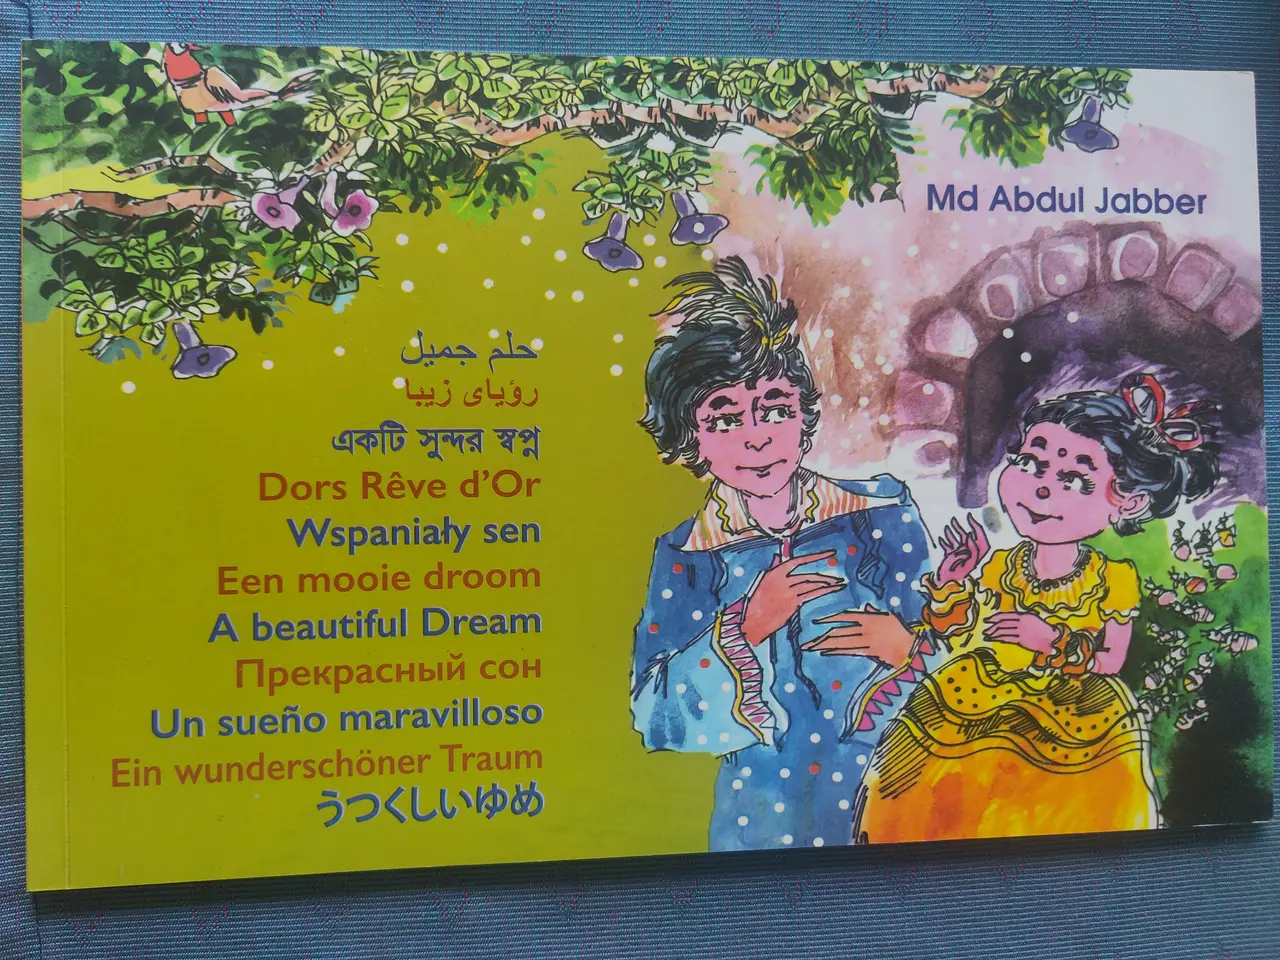 Md Abdul Jabber
حلم جميل
رؤیای زیبا
একটি সুন্দর স্বপ্ন
Dors Rêve d'Or
Wspaniały sen
Een mooie droom
A beautiful Dream
Прекрасный сон
Un sueño maravilloso
Ein wunderschöner Traum
うつくしいゆめ